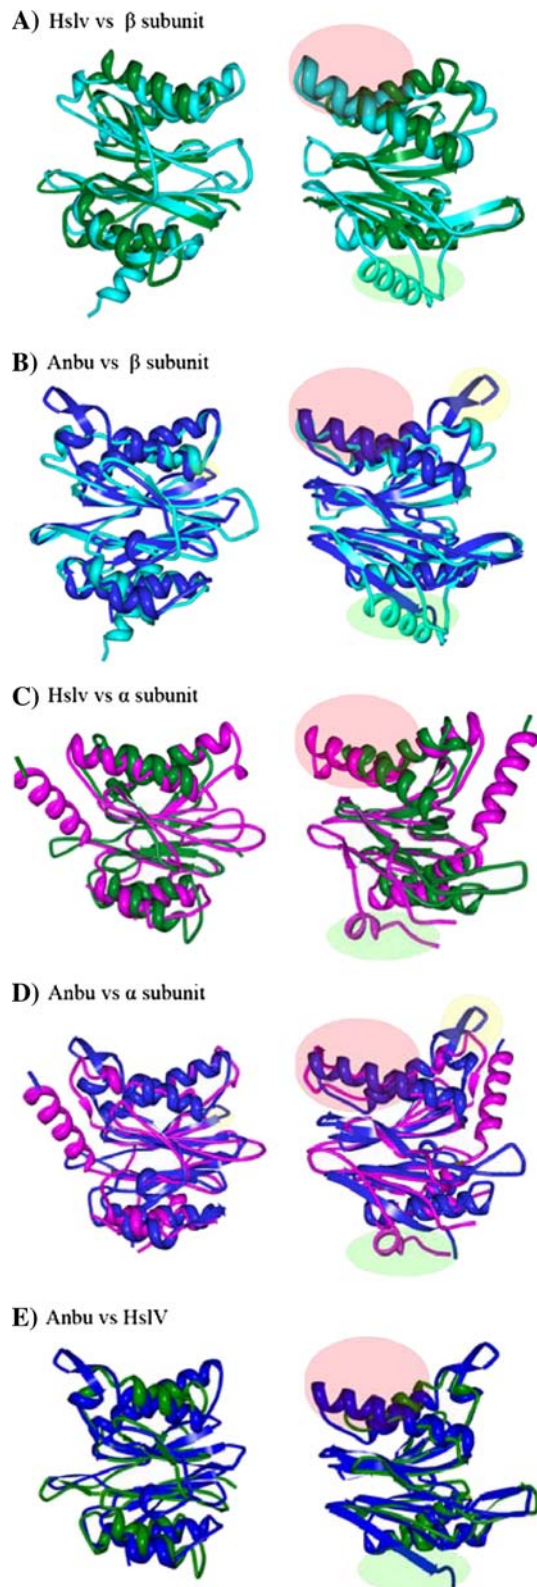 A) Hslv vs β subunit
B) Anbu vs β subunit
C) Hslv vs α subunit
D) Anbu vs α subunit
E) Anbu vs HslV